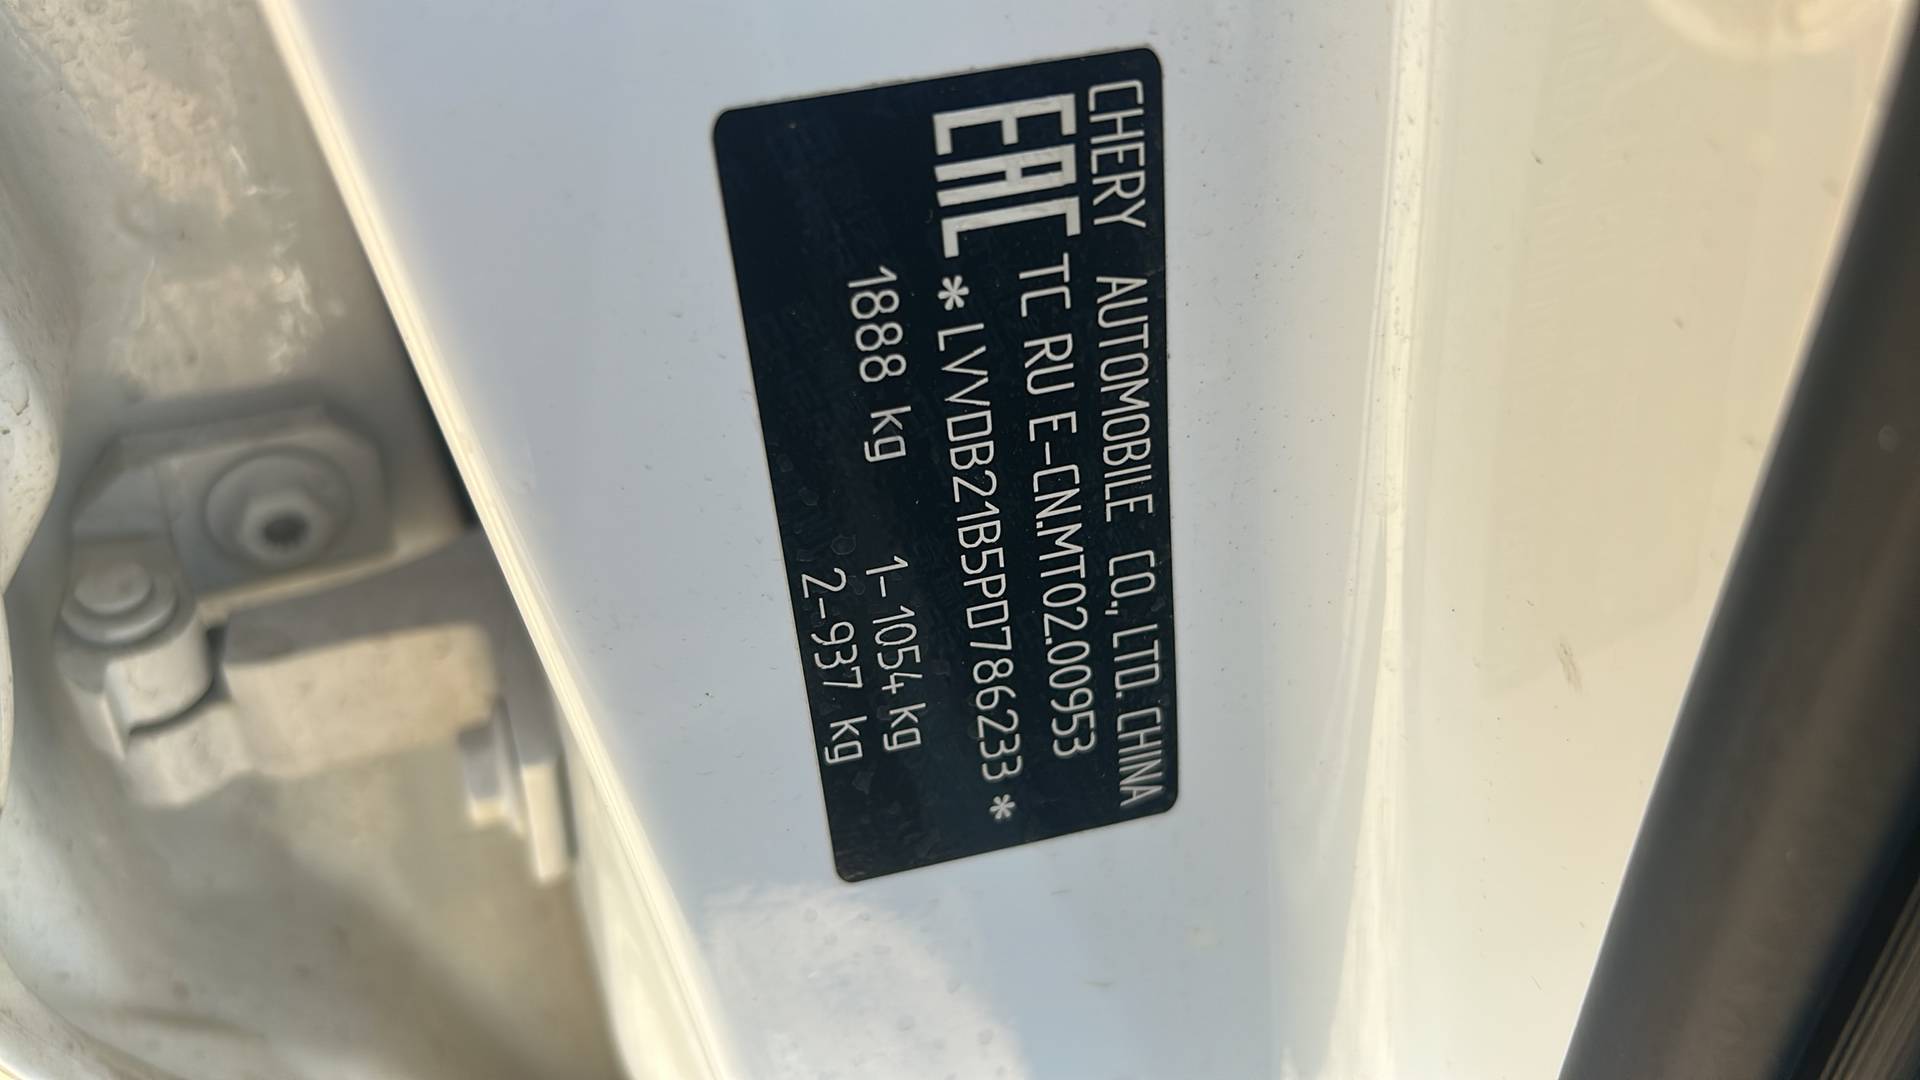 CHERY AUTOMOBILE CO., LTD. CHINA
EAC TC RU E-CN.MT02.00953
*LVVDB21B5PD786233*
1888 kg 1-1054 kg
2-937 kg